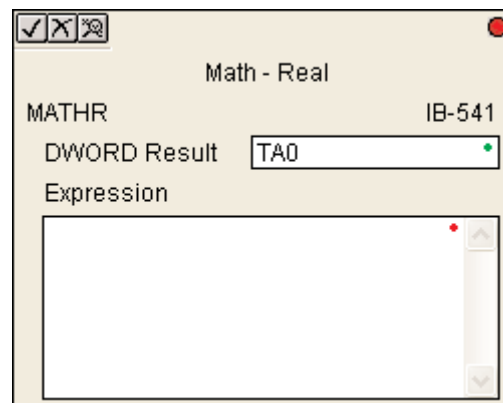 Math - Real
MATHR IB-541
DWORD Result TA0
Expression